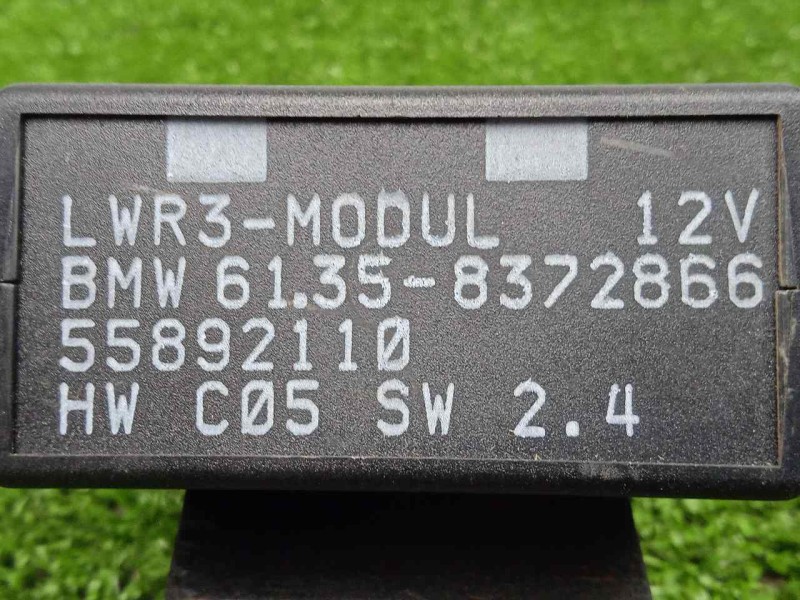 LWR3-MODUL 12V
BMW 61.35-8372866
55892110
HW C05 SW 2.4